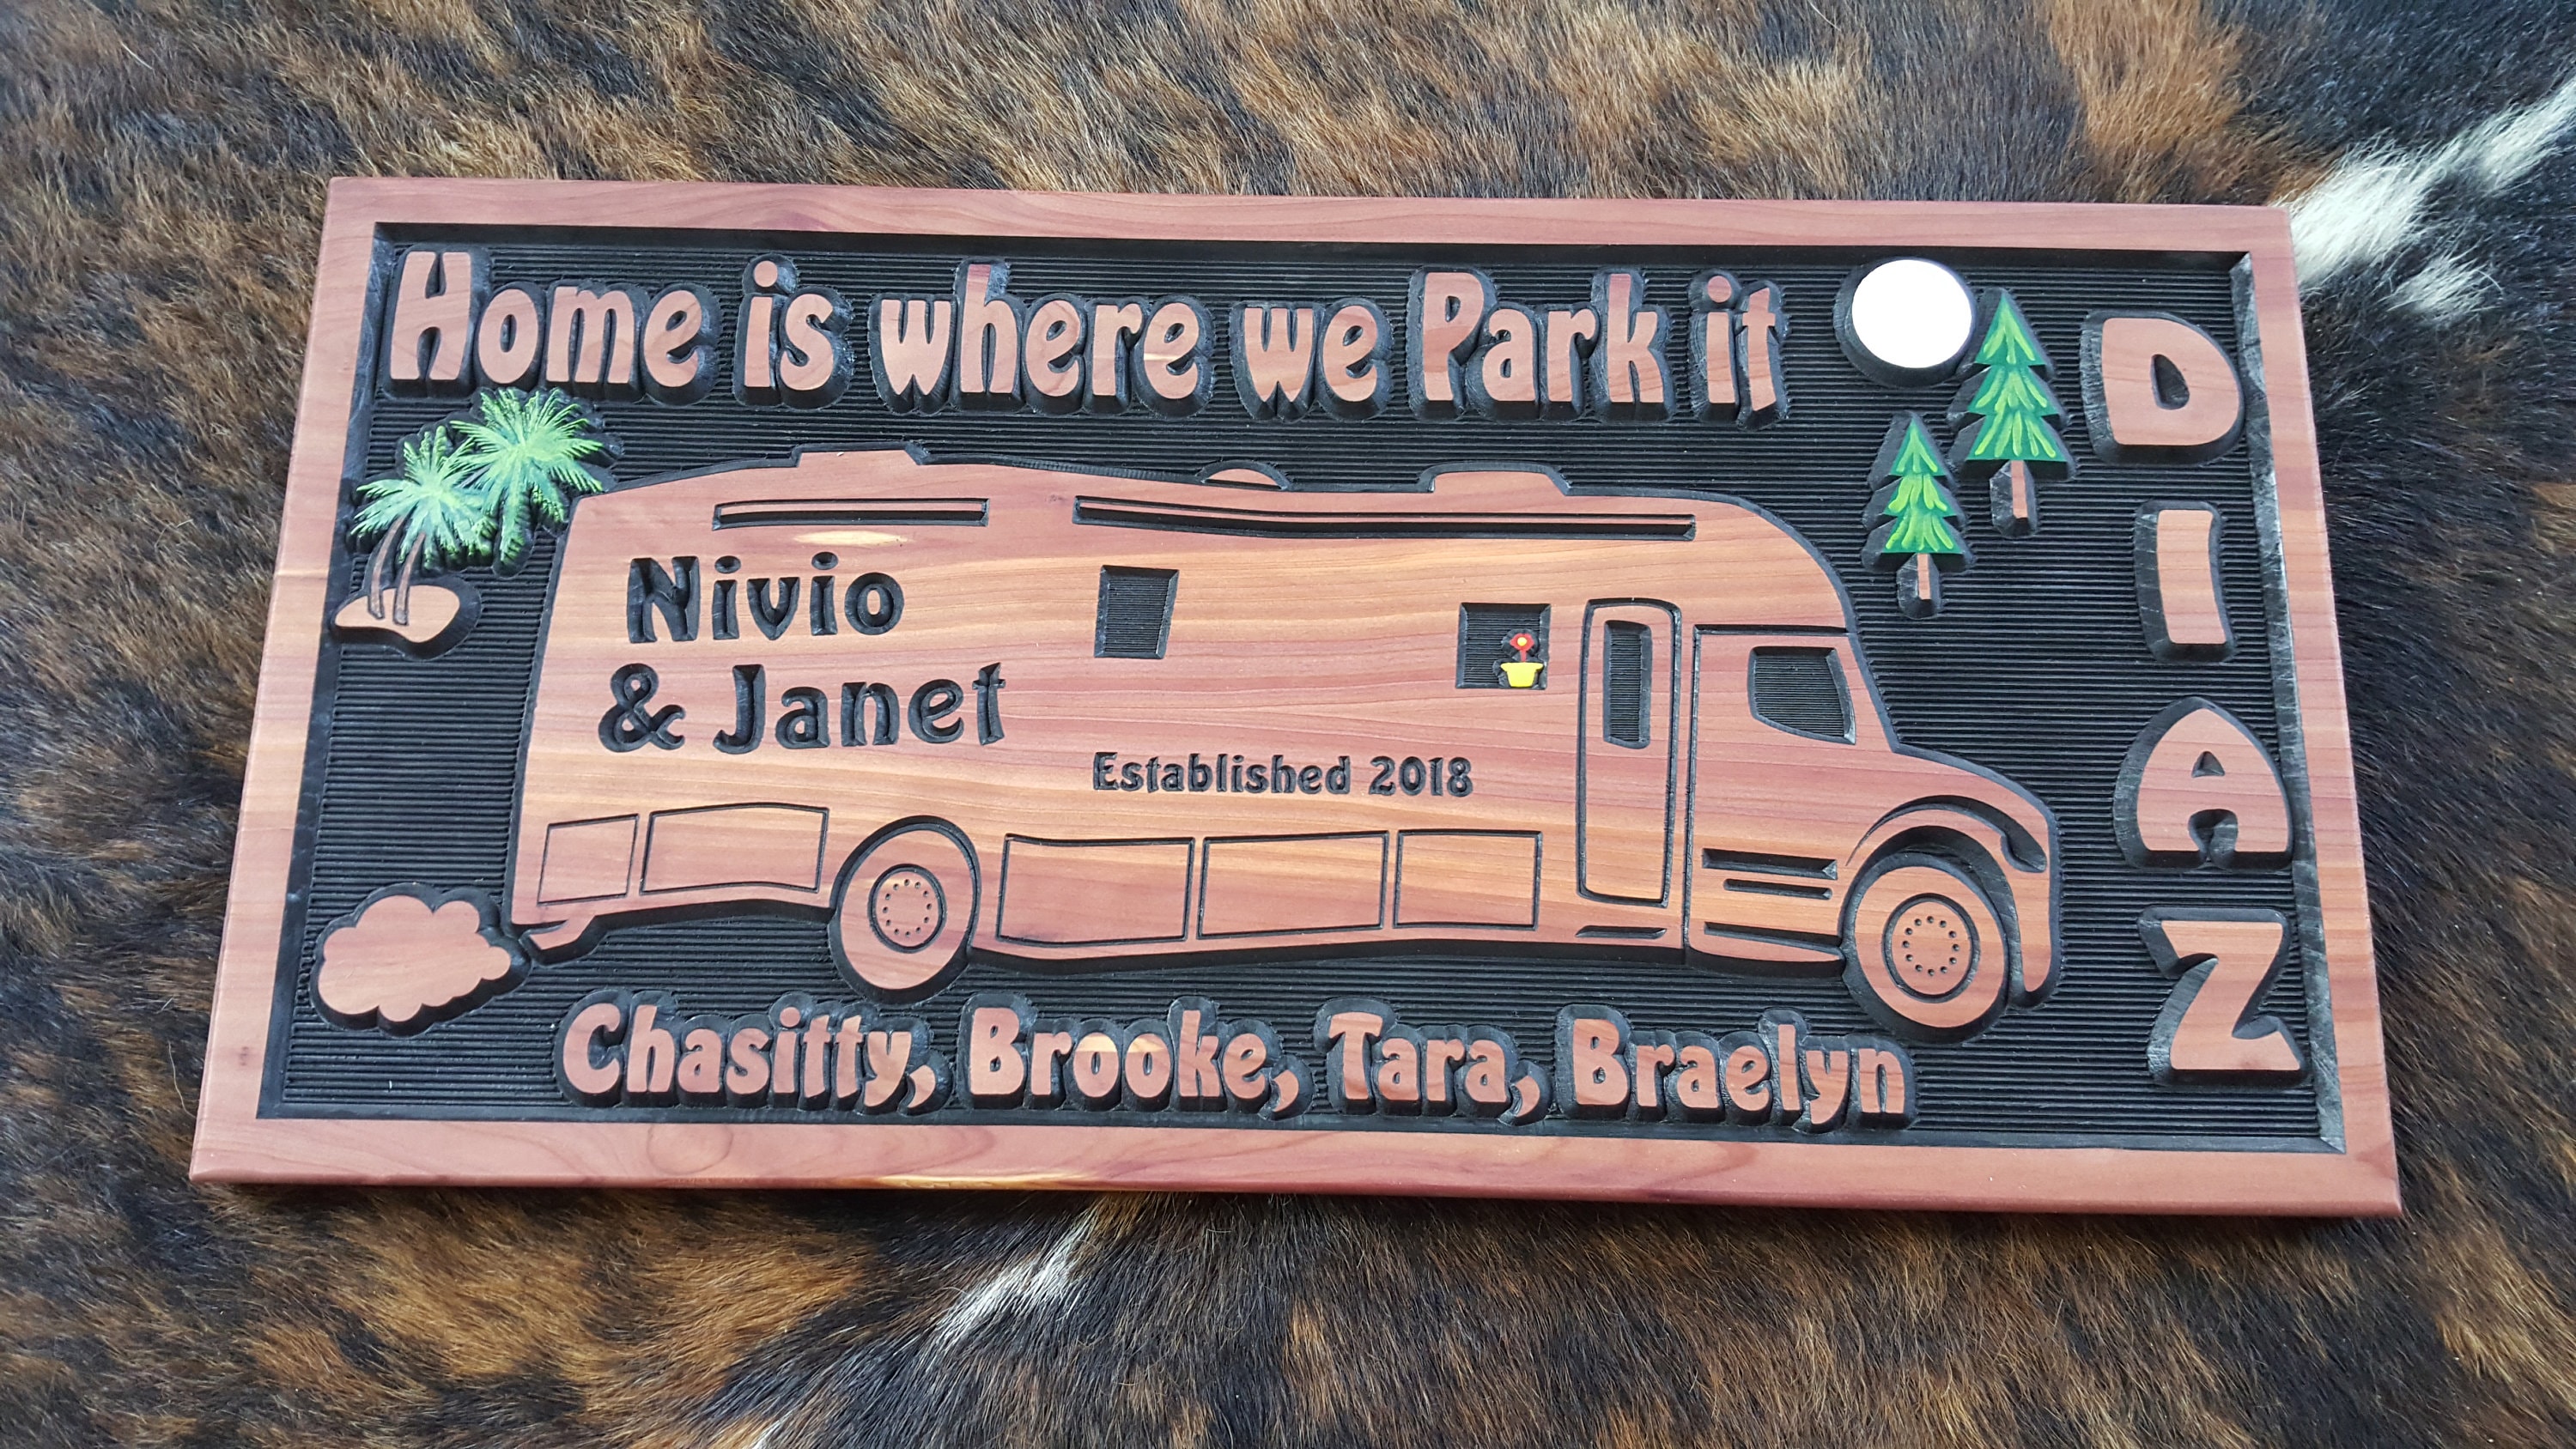 Home is where we Park it
Nivio
& Janet
Established 2018
Chasitty, Brooke, Tara, Braelyn
DIAZ